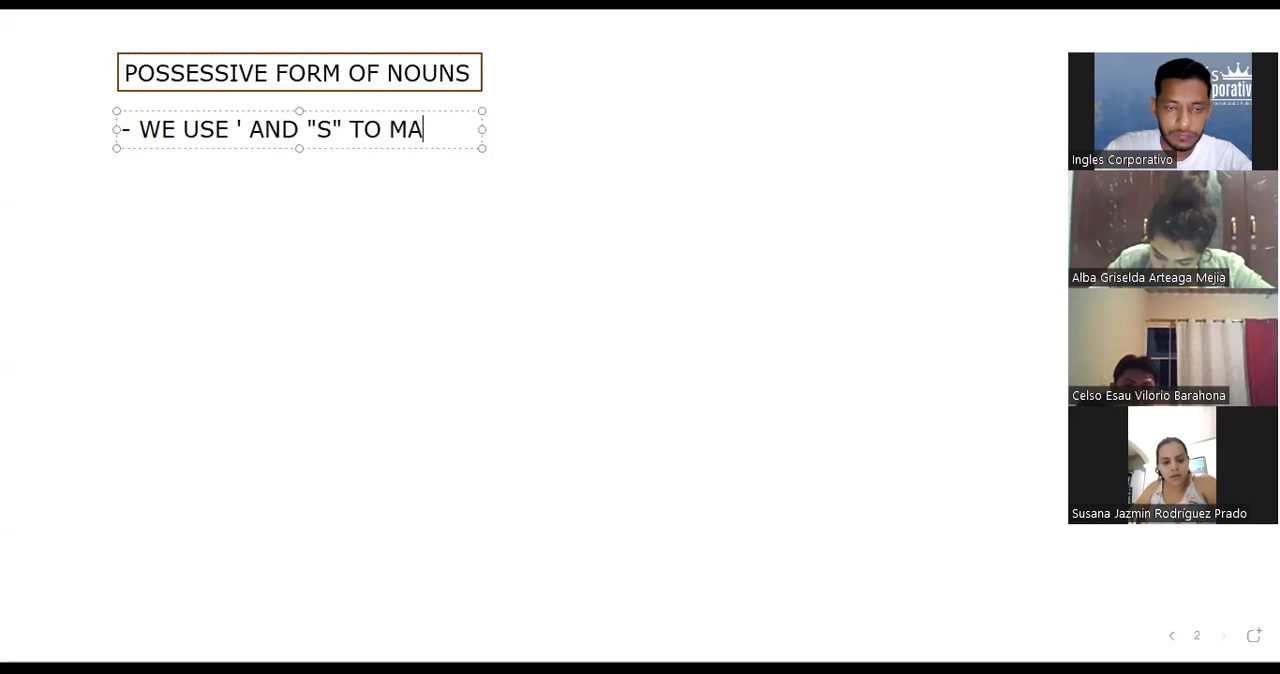 POSSESSIVE FORM OF NOUNS
- WE USE ' AND "S" TO MA
Ingles Corporativo
Alba Griselda Arteaga Mejia
Celso Esau Vilorio Barahona
Susana Jazmin Rodríguez Prado
2